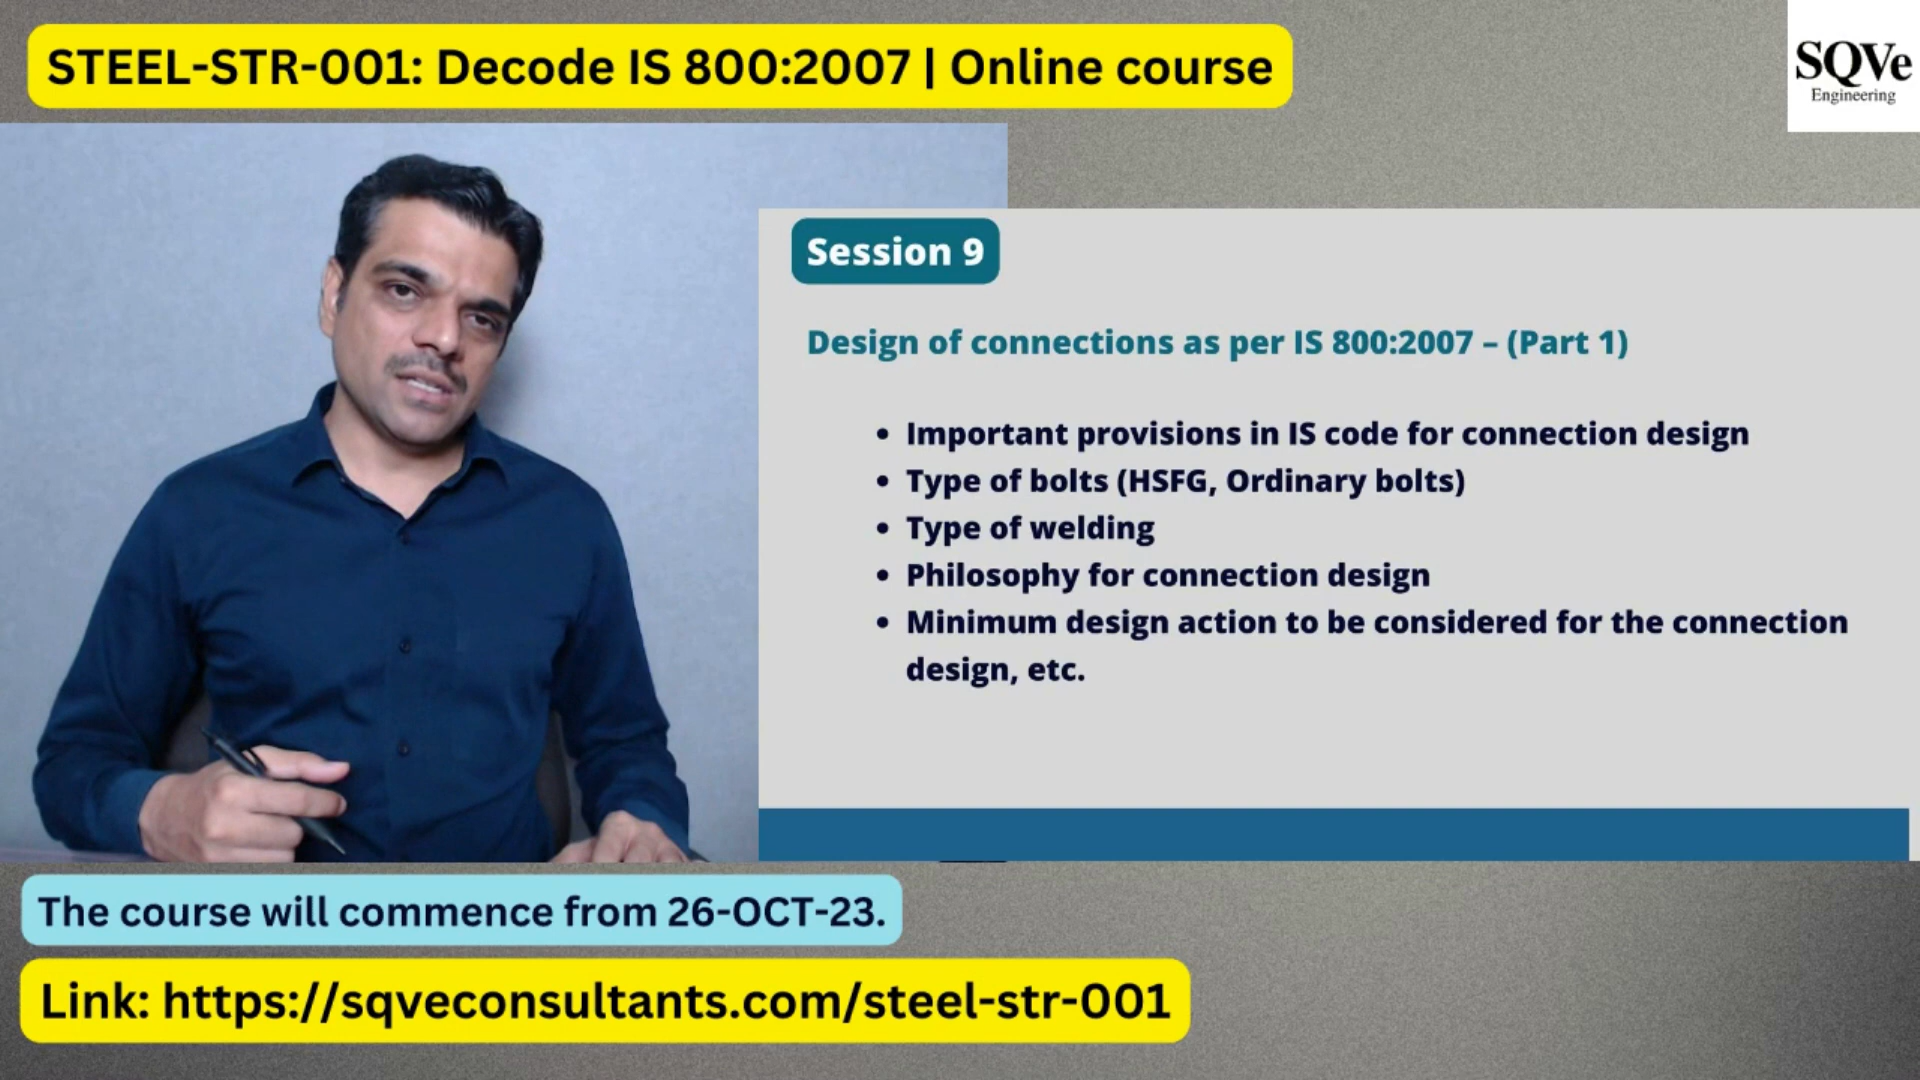 STEEL-STR-001: Decode IS 800:2007 | Online course
SQVe
Engineering
Session 9
Design of connections as per IS 800:2007 – (Part 1)
• Important provisions in IS code for connection design
• Type of bolts (HSFG, Ordinary bolts)
• Type of welding
• Philosophy for connection design
• Minimum design action to be considered for the connection
design, etc.
The course will commence from 26-OCT-23.
Link: https://sqveconsultants.com/steel-str-001